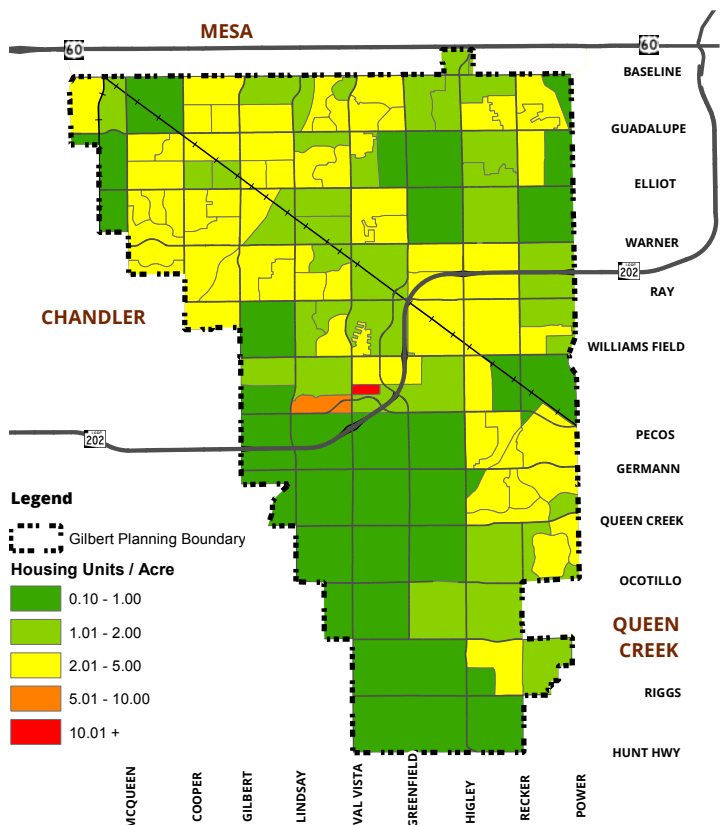 MESA
60
60
BASELINE
GUADALUPE
ELLIOT
WARNER
LOOP
202
RAY
CHANDLER
WILLIAMS FIELD
202
PECOS
GERMANN
Legend
QUEEN CREEK
Gilbert Planning Boundary
Housing Units / Acre
OCOTILLO
0.10 - 1.00
1.01 - 2.00
QUEEN
CREEK
2.01 - 5.00
RIGGS
5.01 - 10.00
10.01 +
HUNT HWY
MCQUEEN
COOPER
GILBERT
LINDSAY
VAL VISTA
GREENFIELD
HIGLEY
RECKER
POWER